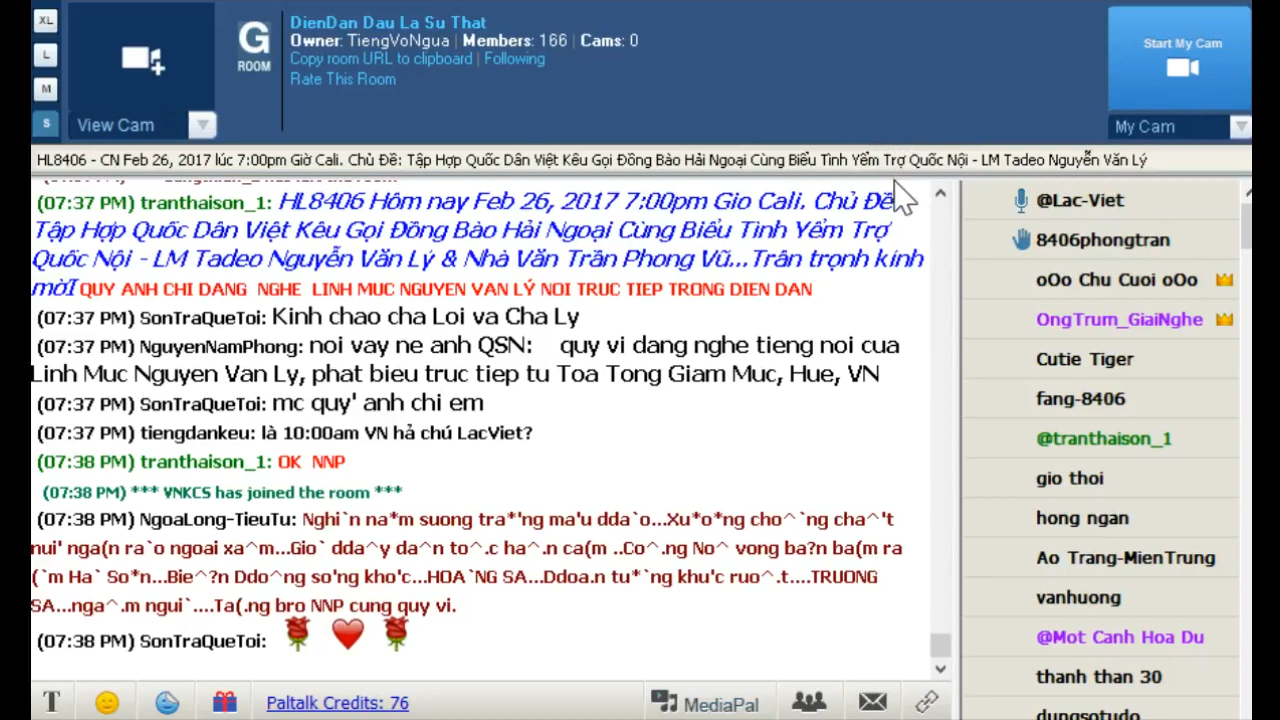 XL
L
M
S
View Cam
G
ROOM
DienDan Dau La Su That
Owner: TiengVoNgua | Members: 166 | Cams: 0
Copy room URL to clipboard | Following
Rate This Room
Start My Cam
My Cam
HL8406 - CN Feb 26, 2017 lúc 7:00pm Giờ Cali. Chủ Đề: Tập Hợp Quốc Dân Việt Kêu Gọi Đồng Bào Hải Ngoại Cùng Biểu Tình Yểm Trợ Quốc Nội - LM Tadeo Nguyễn Văn Lý
(07:37 PM) tranthaison_1: HL8406 Hôm nay Feb 26, 2017 7:00pm Gio Cali. Chủ Đề
Tập Hợp Quốc Dân Việt Kêu Gọi Đồng Bào Hải Ngoại Cùng Biểu Tình Yểm Trợ
Quốc Nội - LM Tadeo Nguyễn Văn Lý & Nhà Văn Trần Phong Vũ...Trân trọng kính
mờI QUY ANH CHI DANG NGHE LINH MUC NGUYEN VAN LÝ NOI TRUC TIEP TRONG DIEN DAN
(07:37 PM) SonTraQueToi: Kinh chao cha Loi va Cha Ly
(07:37 PM) NguyenNamPhong: noi vay ne anh QSN: quy vi dang nghe tieng noi cua
Linh Muc Nguyen Van Ly, phat bieu truc tiep tu Toa Tong Giam Muc, Hue, VN
(07:37 PM) SonTraQueToi: mc quy' anh chi em
(07:37 PM) tiengdankeu: là 10:00am VN hả chú LacViet?
(07:38 PM) tranthaison_1: OK NNP
(07:38 PM) *** VNKCS has joined the room ***
(07:38 PM) NgoaLong-TieuTu: Nghi`n na*m suong tra*'ng ma'u dda`o...Xu*o*ng cho^`ng cha^'t
nui' nga(n ra`o ngoai xa^m...Gio` dda^y da^n to^.c ha^.n ca(m ..Co^.ng No^ vong ba?n ba(m ra
(`m Ha` So*n...Bie^?n Ddo^ng so'ng kho'c...HOA`NG SA...Ddoa.n tu*`ng khu'c ruo^.t....TRUONG
SA...nga^.m ngui`....Ta(.ng bro NNP cung quy vi.
(07:38 PM) SonTraQueToi:
@Lac-Viet
8406phongtran
oOo Chu Cuoi oOo
OngTrum_GiaiNghe
Cutie Tiger
fang-8406
@tranthaison_1
gio thoi
hong ngan
Ao Trang-MienTrung
vanhuong
@Mot Canh Hoa Du
thanh than 30
dungsotudo
T
Paltalk Credits: 76
MediaPal